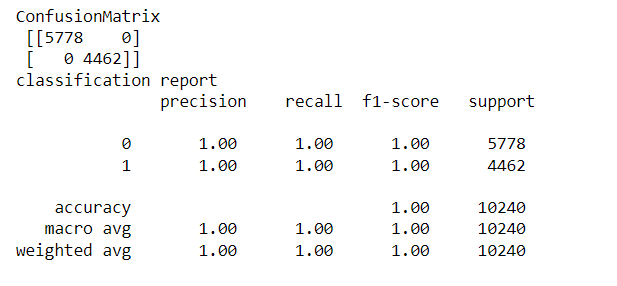 ConfusionMatrix
[[5778    0]
[   0 4462]]
classification report
precision    recall  f1-score   support
0       1.00      1.00      1.00      5778
1       1.00      1.00      1.00      4462
accuracy                           1.00     10240
macro avg       1.00      1.00      1.00     10240
weighted avg       1.00      1.00      1.00     10240